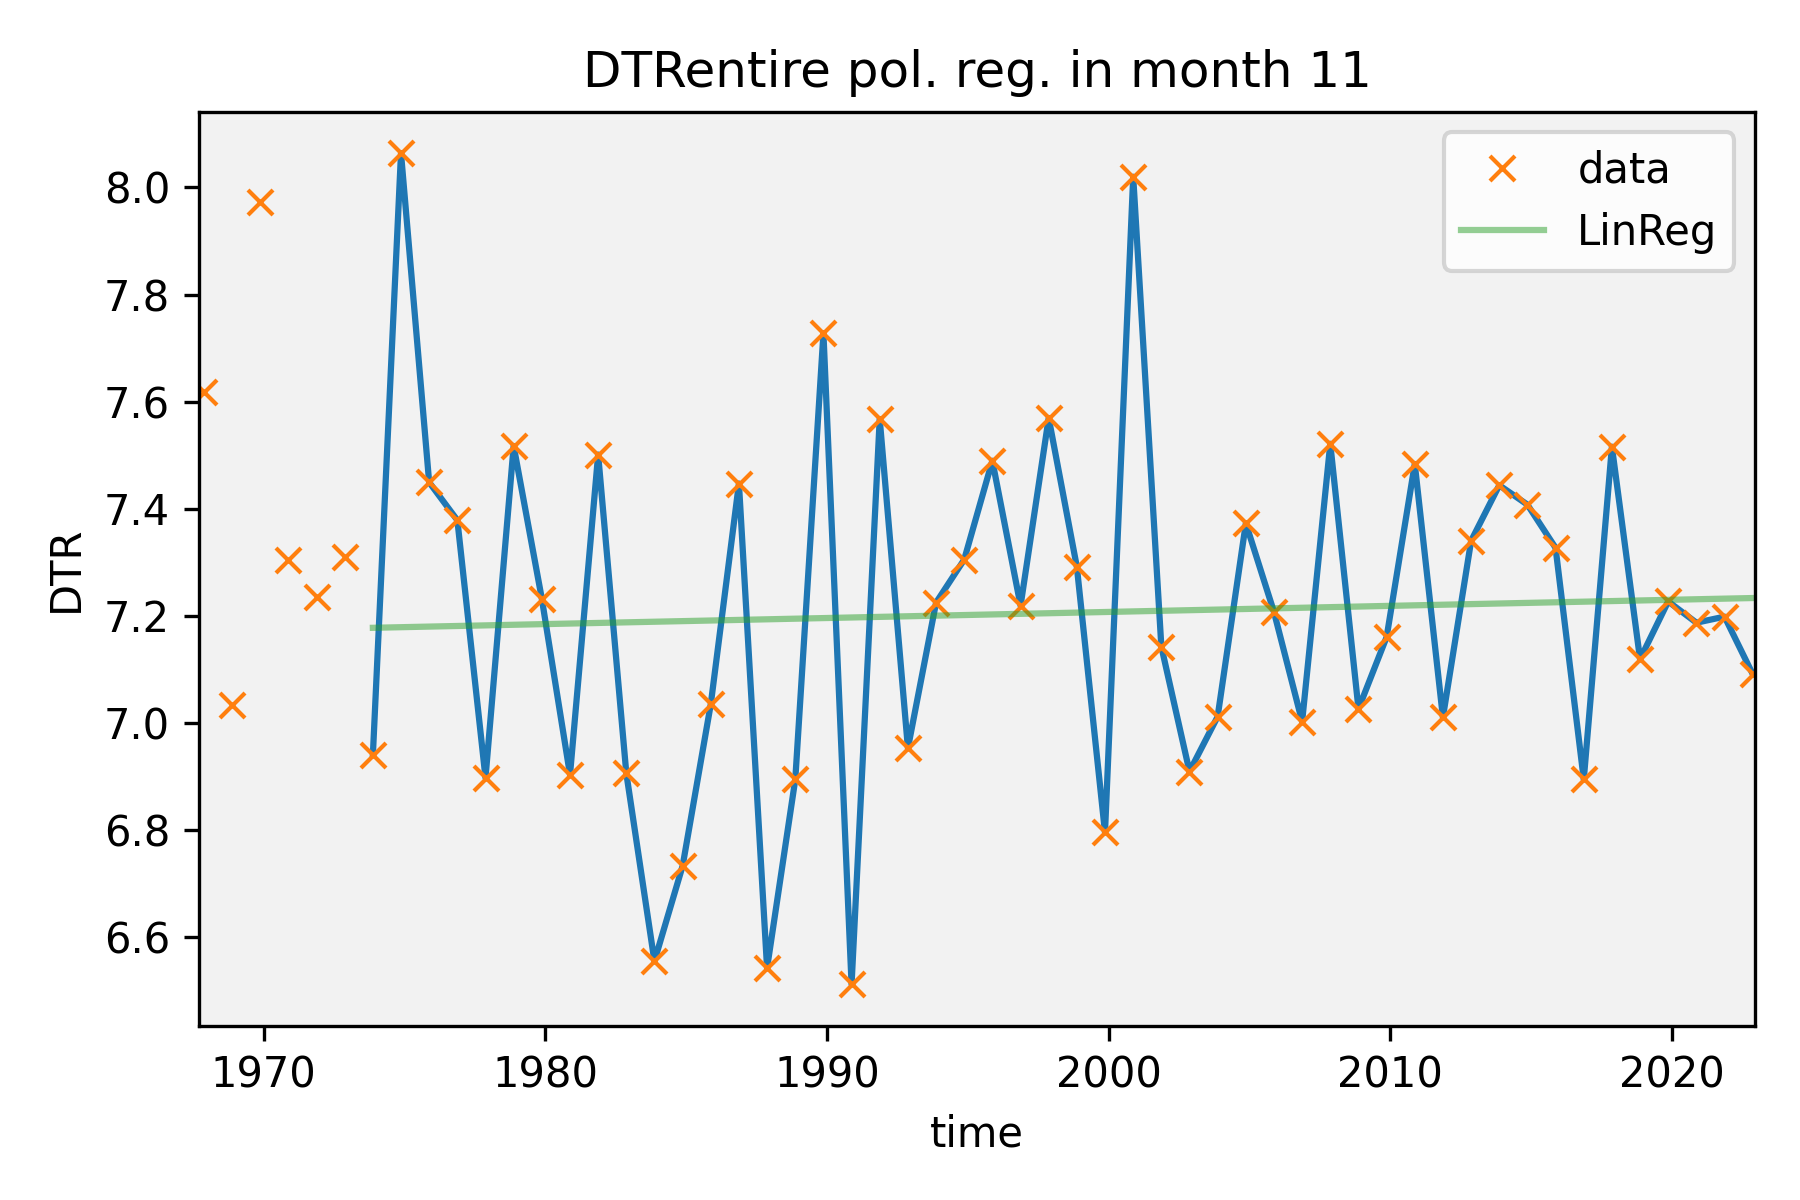 DTRentire pol. reg. in month 11
data
LinReg
8.0
7.8
7.6
7.4
7.2
7.0
6.8
6.6
DTR
1970 1980 1990 2000 2010 2020
time